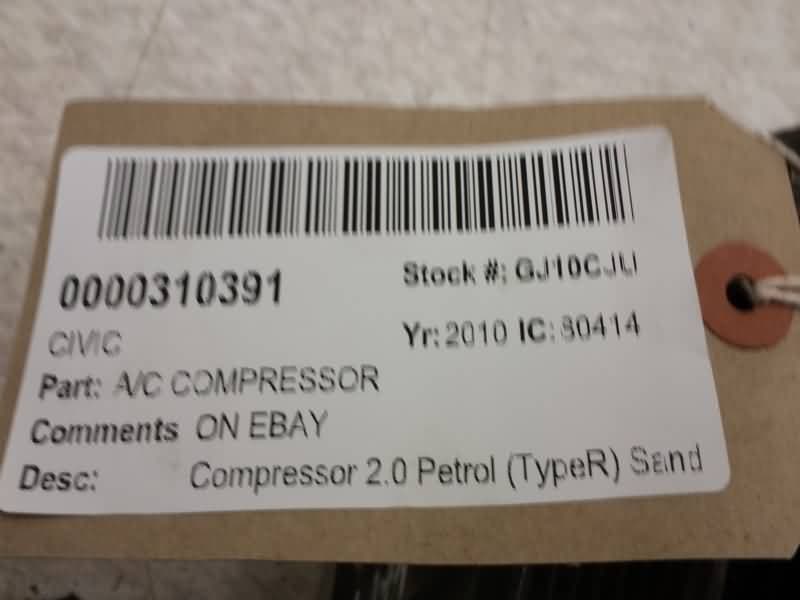 0000310391
Stock #: GJ10CJU
CIVIC
Yr: 2010 IC: 80414
Part: A/C COMPRESSOR
Comments ON EBAY
Desc: Compressor 2.0 Petrol (TypeR) Sand